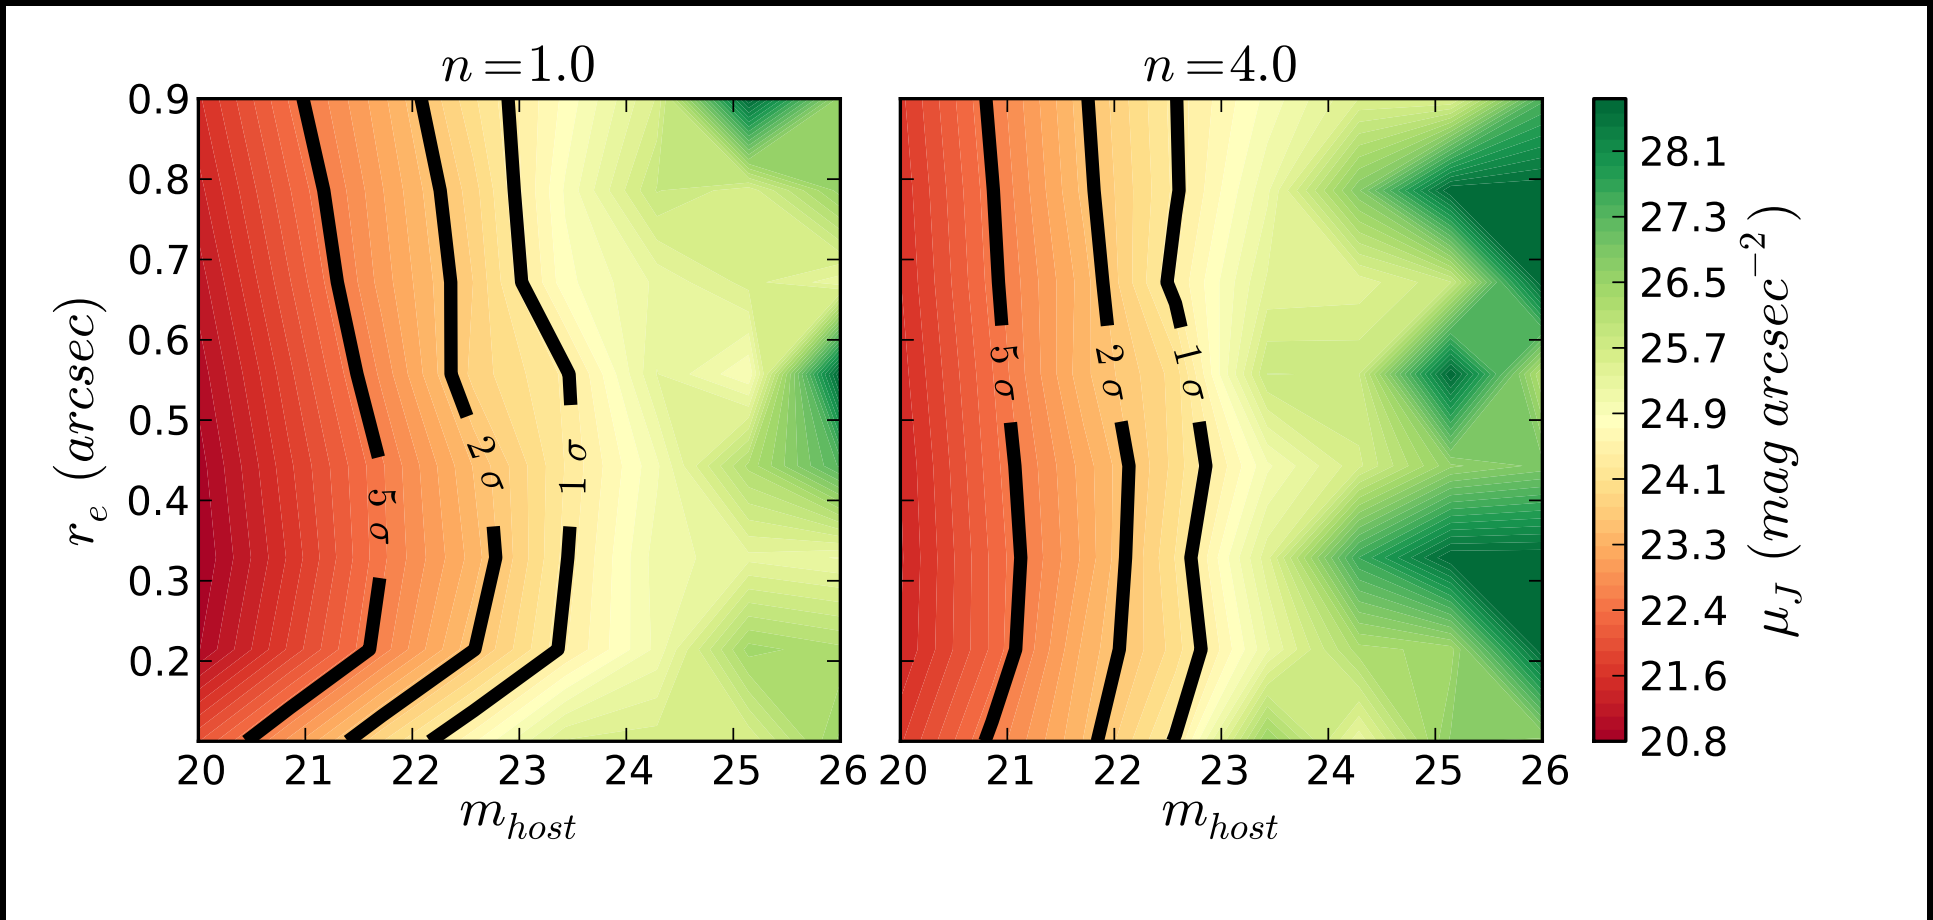 n=1.0
n=4.0
0.9
0.8
0.7
0.6
0.5
0.4
0.3
0.2
r_e (arcsec)
5 σ
2 σ
1 σ
5 σ
2 σ
1 σ
20 21 22 23 24 25 26
20 21 22 23 24 25 26
m_host
m_host
28.1
27.3
26.5
25.7
24.9
24.1
23.3
22.4
21.6
20.8
μ_J (mag arcsec⁻²)